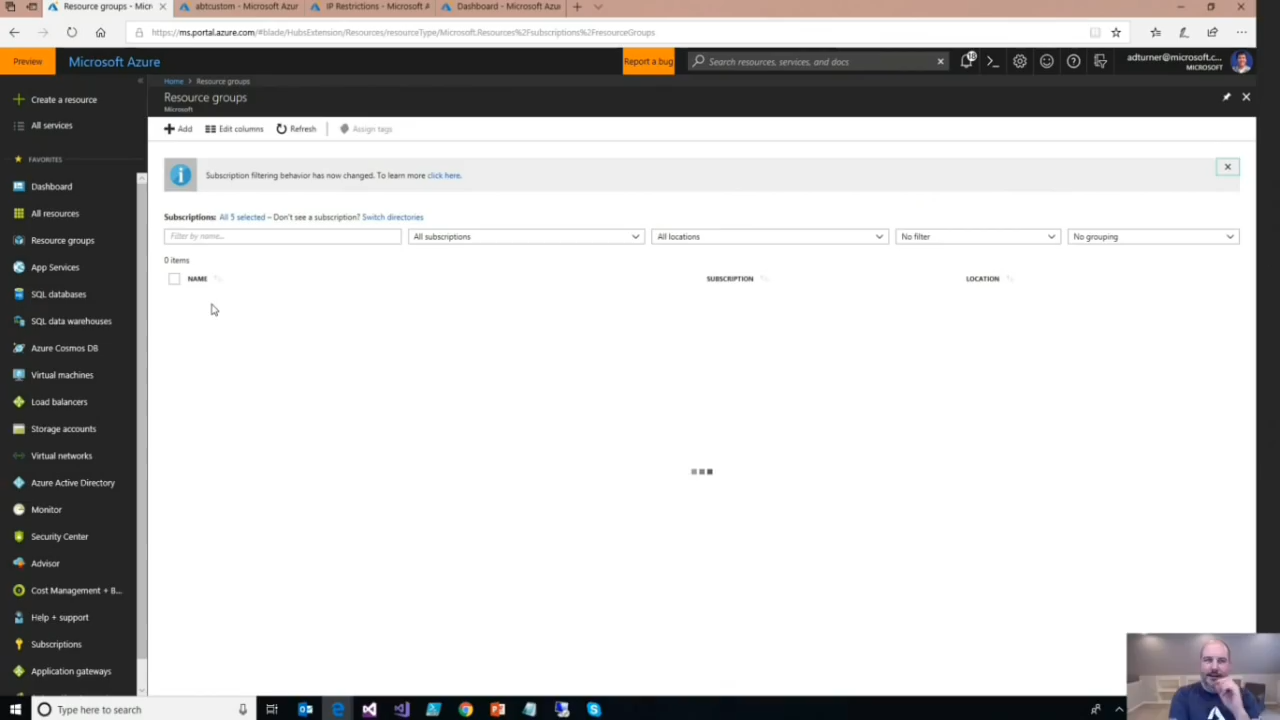 Resource groups - Micro
abtcustom - Microsoft Azur
IP Restrictions - Microsoft A
Dashboard - Microsoft Azu
https://ms.portal.azure.com/#blade/HubsExtension/Resources/resourceType/Microsoft.Resources%2Fsubscriptions%2FresourceGroups
Preview
Microsoft Azure
Report a bug
Search resources, services, and docs
adturner@microsoft.c...
MICROSOFT
Home > Resource groups
Resource groups
Microsoft
Create a resource
All services
FAVORITES
Dashboard
All resources
Resource groups
App Services
SQL databases
SQL data warehouses
Azure Cosmos DB
Virtual machines
Load balancers
Storage accounts
Virtual networks
Azure Active Directory
Monitor
Security Center
Advisor
Cost Management + B...
Help + support
Subscriptions
Application gateways
Add
Edit columns
Refresh
Assign tags
Subscription filtering behavior has now changed. To learn more click here.
Subscriptions: All 5 selected – Don't see a subscription? Switch directories
Filter by name...
All subscriptions
All locations
No filter
No grouping
0 items
NAME
SUBSCRIPTION
LOCATION
Type here to search